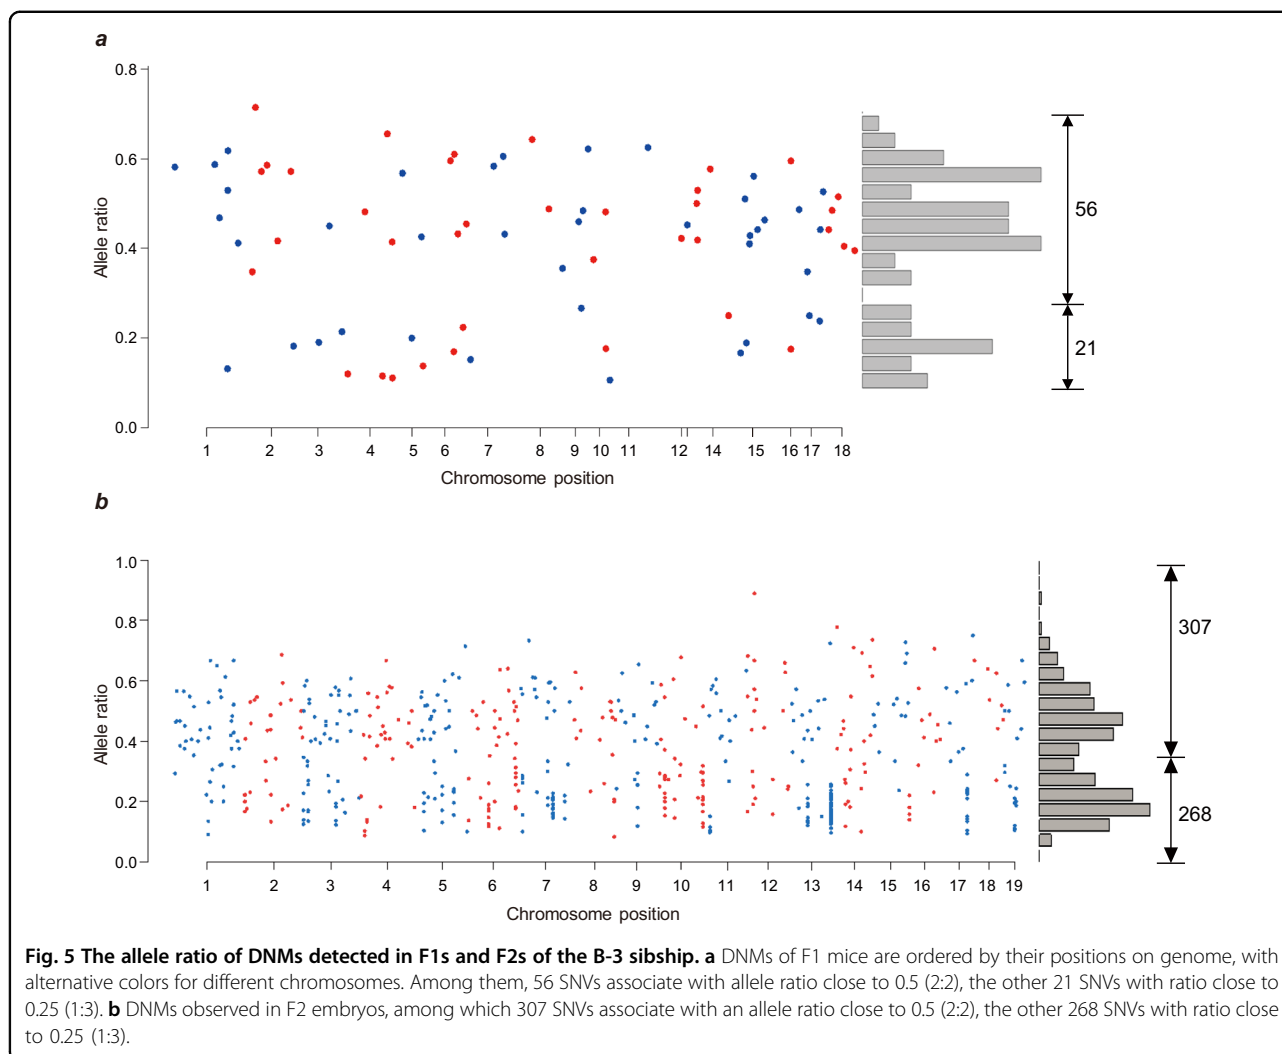 a
0.8
0.6
0.4
0.2
0.0
Allele ratio
1 2 3 4 5 6 7 8 9 10 11 12 14 15 16 17 18
Chromosome position
56
21
b
1.0
0.8
0.6
0.4
0.2
0.0
Allele ratio
1 2 3 4 5 6 7 8 9 10 11 12 13 14 15 16 17 18 19
Chromosome position
307
268
Fig. 5 The allele ratio of DNMs detected in F1s and F2s of the B-3 sibship. a DNMs of F1 mice are ordered by their positions on genome, with
alternative colors for different chromosomes. Among them, 56 SNVs associate with allele ratio close to 0.5 (2:2), the other 21 SNVs with ratio close to
0.25 (1:3). b DNMs observed in F2 embryos, among which 307 SNVs associate with an allele ratio close to 0.5 (2:2), the other 268 SNVs with ratio close
to 0.25 (1:3).